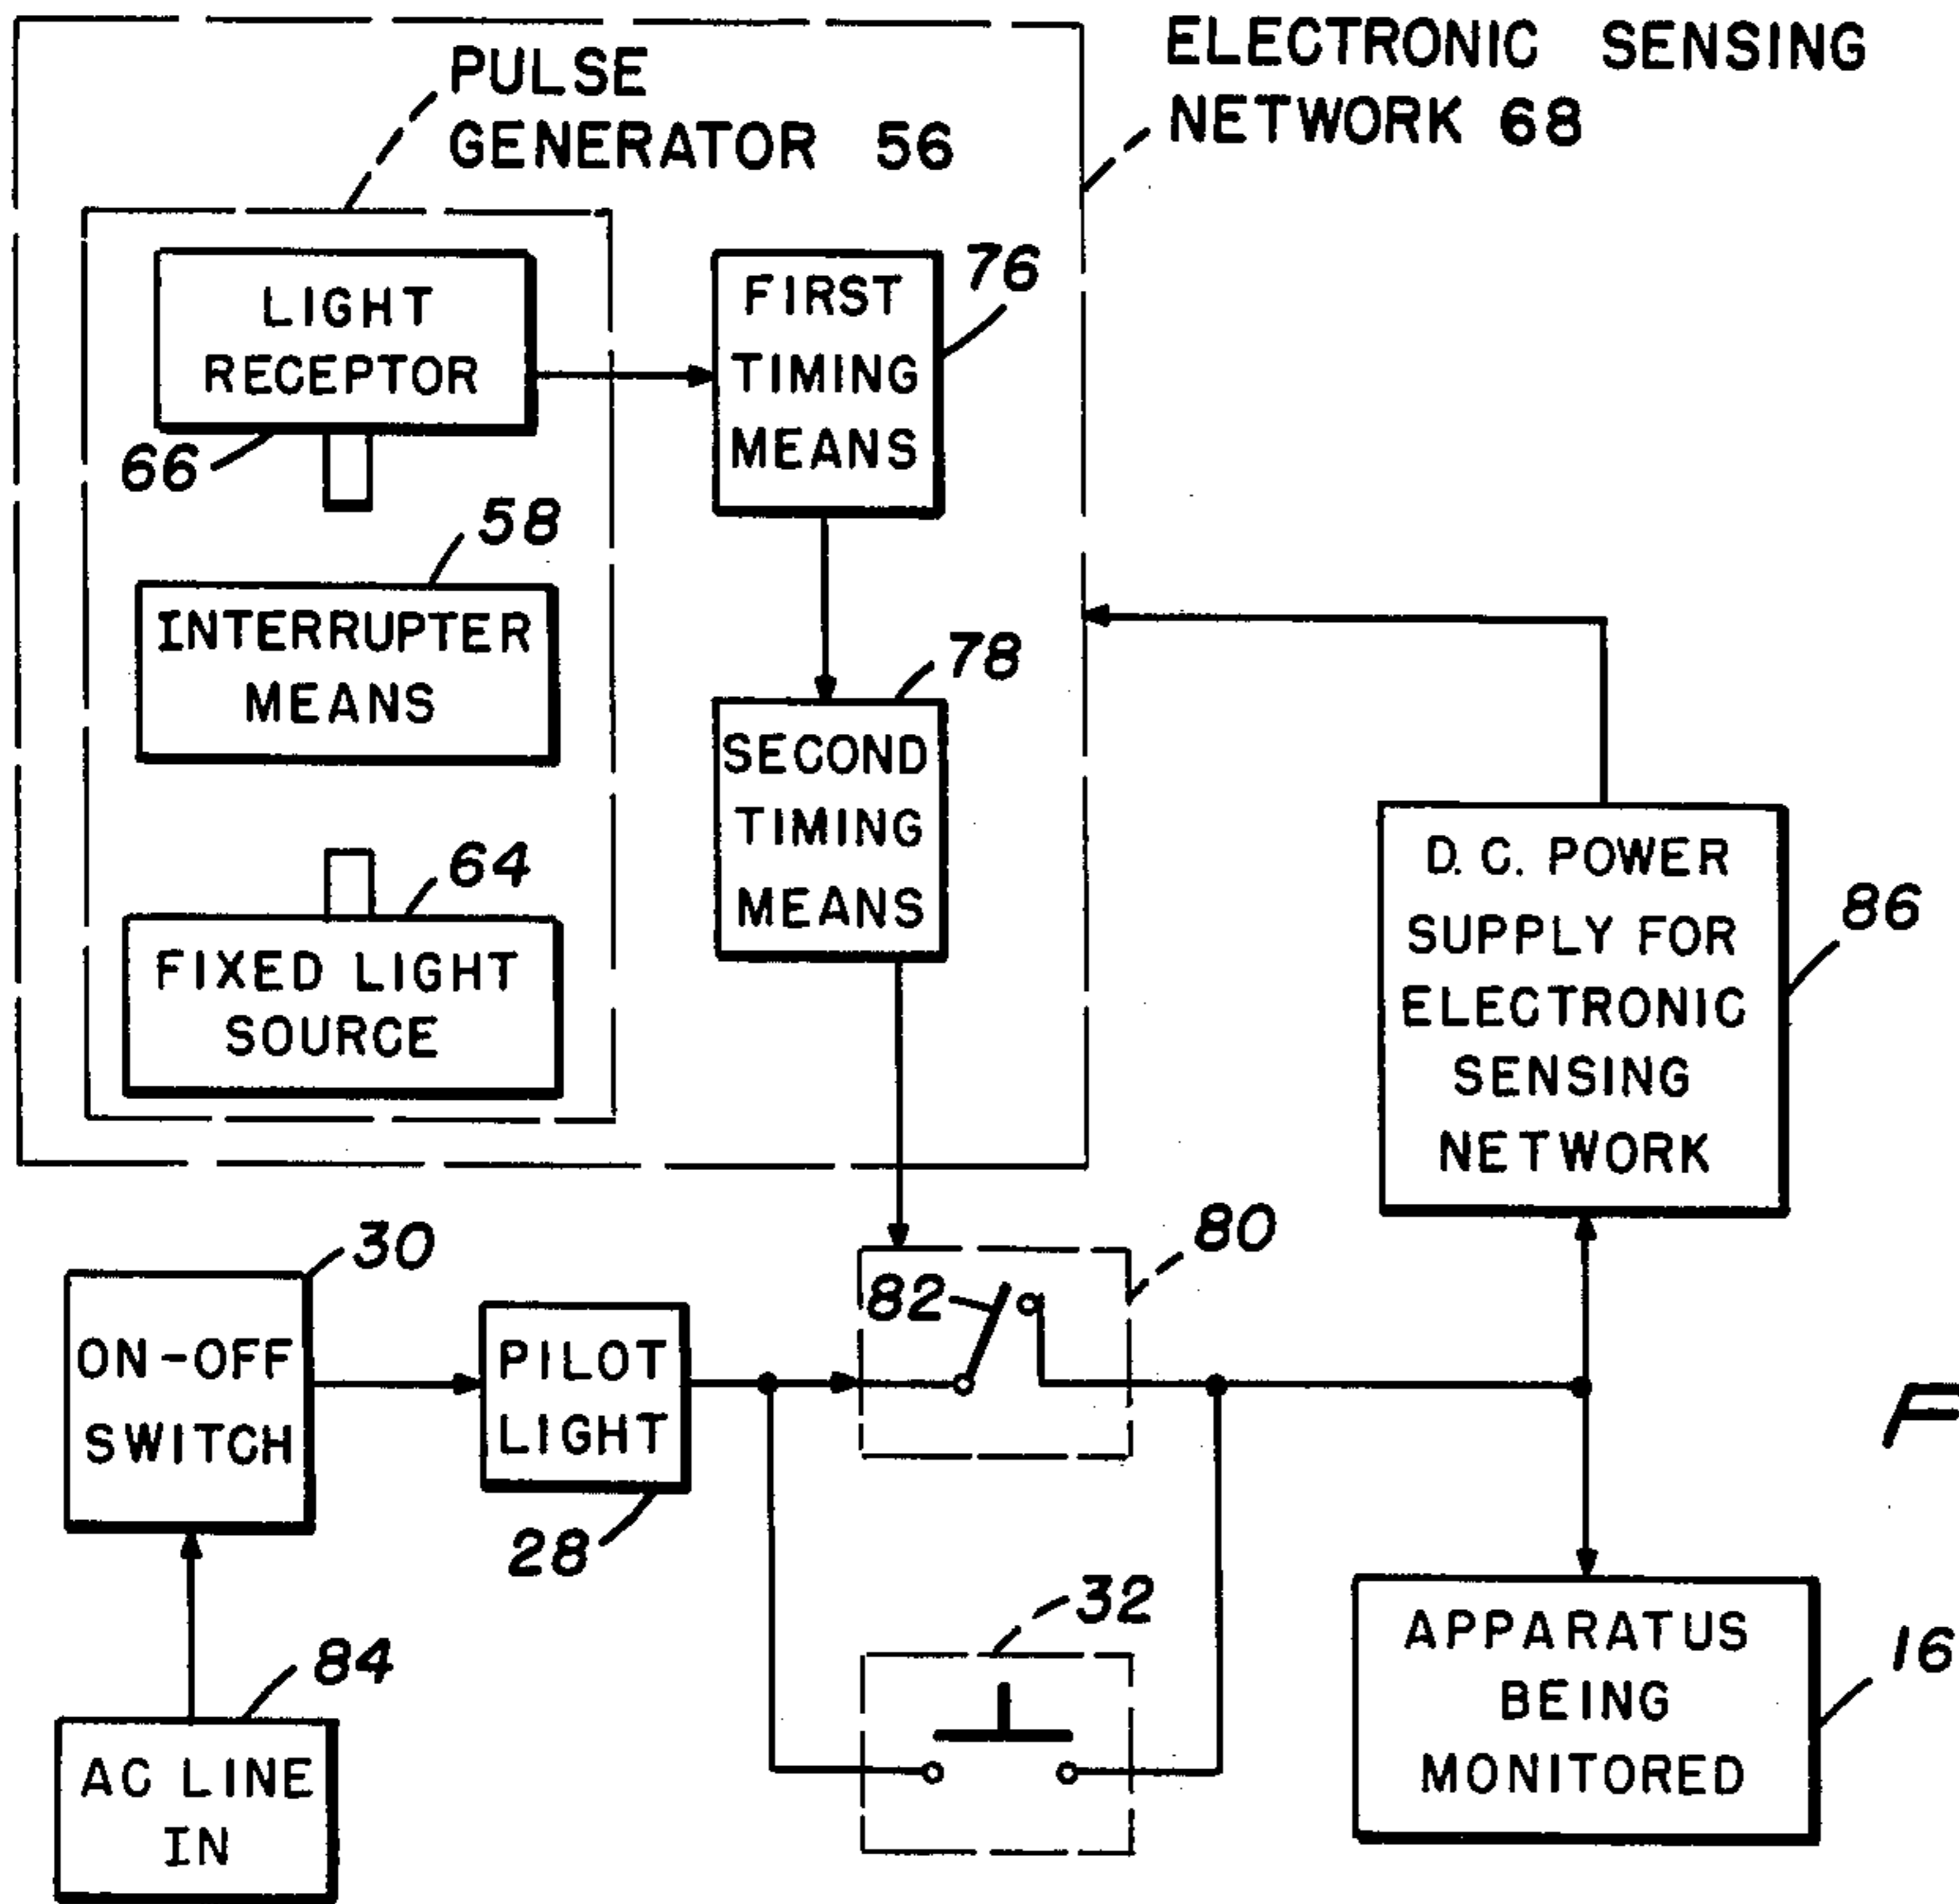 ELECTRONIC SENSING
NETWORK 68
PULSE
GENERATOR 56
LIGHT
RECEPTOR
66
FIRST
TIMING
MEANS
76
58
INTERRUPTER
MEANS
78
SECOND
TIMING
MEANS
64
FIXED LIGHT
SOURCE
D.C. POWER
SUPPLY FOR
ELECTRONIC
SENSING
NETWORK
86
30
ON-OFF
SWITCH
PILOT
LIGHT
28
80
82
F
32
84
AC LINE
IN
APPARATUS
BEING
MONITORED
16